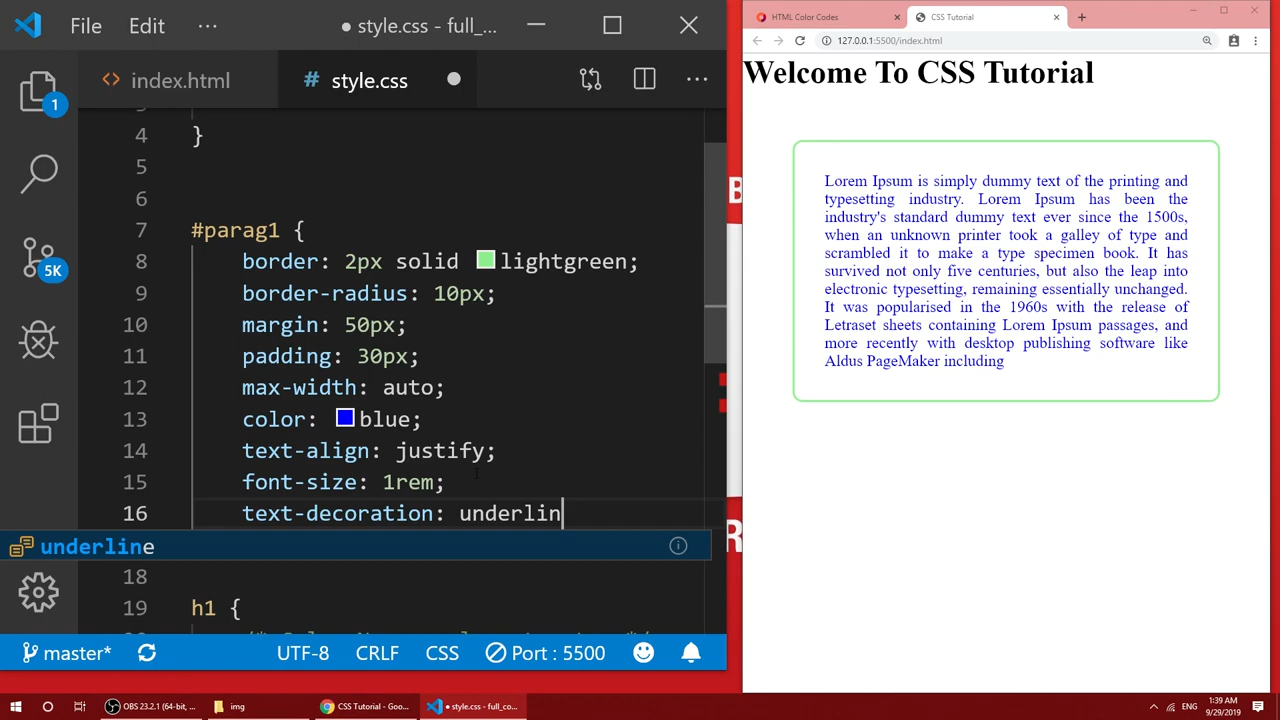 File Edit ··· ● style.css - full_...
index.html # style.css
1
4 }
5
6
7 #parag1 {
8 border: 2px solid lightgreen;
9 border-radius: 10px;
10 margin: 50px;
11 padding: 30px;
12 max-width: auto;
13 color: blue;
14 text-align: justify;
15 font-size: 1rem;
16 text-decoration: underlin
underline
18
19 h1 {
5K
master* UTF-8 CRLF CSS Port : 5500
HTML Color Codes CSS Tutorial
127.0.0.1:5500/index.html
Welcome To CSS Tutorial
Lorem Ipsum is simply dummy text of the printing and
typesetting industry. Lorem Ipsum has been the
industry's standard dummy text ever since the 1500s,
when an unknown printer took a galley of type and
scrambled it to make a type specimen book. It has
survived not only five centuries, but also the leap into
electronic typesetting, remaining essentially unchanged.
It was popularised in the 1960s with the release of
Letraset sheets containing Lorem Ipsum passages, and
more recently with desktop publishing software like
Aldus PageMaker including
B
R
OBS 23.2.1 (64-bit, ... img CSS Tutorial - Goo... ● style.css - full_co... ENG 1:39 AM
9/29/2019